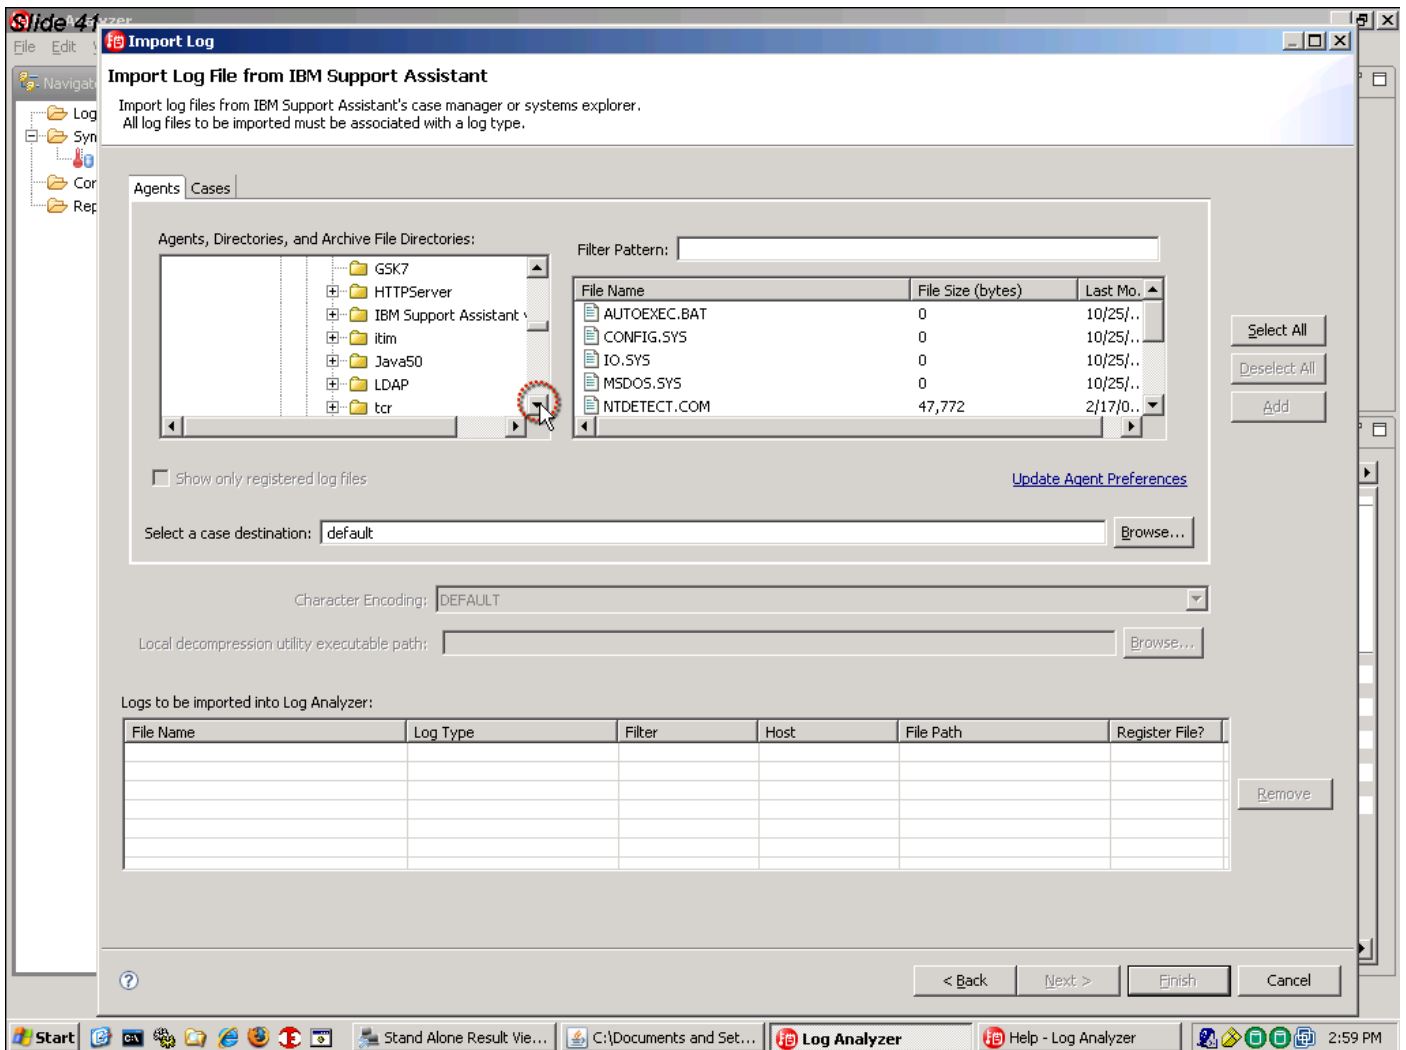 Slide 41
File Edit
Import Log
Import Log File from IBM Support Assistant
Import log files from IBM Support Assistant's case manager or systems explorer.
All log files to be imported must be associated with a log type.
Agents Cases
Agents, Directories, and Archive File Directories:
GSK7
HTTPServer
IBM Support Assistant
itim
Java50
LDAP
tcr
Filter Pattern:
File Name File Size (bytes) Last Mo.
AUTOEXEC.BAT 0 10/25/..
CONFIG.SYS 0 10/25/..
IO.SYS 0 10/25/..
MSDOS.SYS 0 10/25/..
NTDETECT.COM 47,772 2/17/0..
Select All
Deselect All
Add
Show only registered log files
Update Agent Preferences
Select a case destination: default Browse...
Character Encoding: DEFAULT
Local decompression utility executable path: Browse...
Logs to be imported into Log Analyzer:
File Name Log Type Filter Host File Path Register File?
Remove
< Back Next > Finish Cancel
Start Stand Alone Result Vie... C:\Documents and Set... Log Analyzer Help - Log Analyzer 2:59 PM